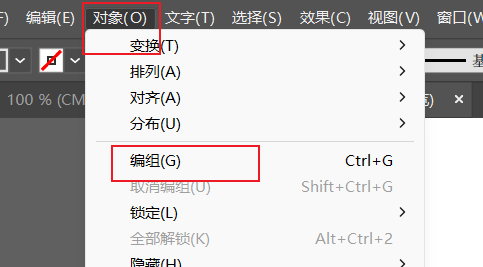 编辑(E) 对象(O) 文字(T) 选择(S) 效果(C) 视图(V) 窗口(W
变换(T)
基
排列(A)
100 % (CM
对齐(A)
分布(U)
编组(G) Ctrl+G
取消编组(U) Shift+Ctrl+G
锁定(L)
全部解锁(K) Alt+Ctrl+2
隐藏(H)